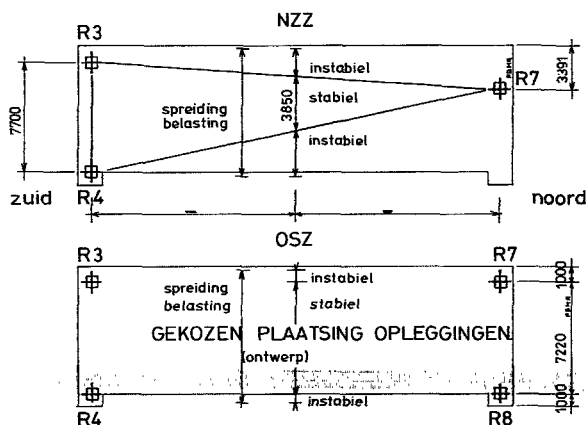 NZZ
R3
R7
instabiel
3391
spreiding
stabiel
belasting
3850
7700
instabiel
zuid
R4
noord
OSZ
R3
R7
instabiel
1000
spreiding
stabiel
belasting
GEKOZEN PLAATSING OPLEGGINGEN
(ontwerp)
7220
instabiel
1000
R4
R8